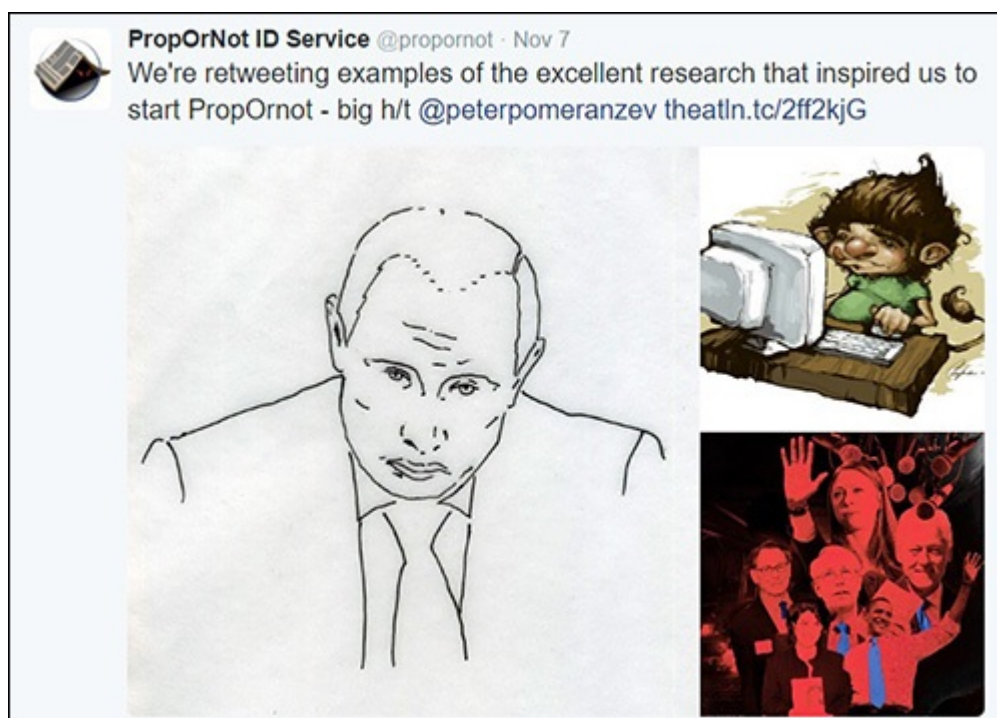 PropOrNot ID Service @propornot · Nov 7
We're retweeting examples of the excellent research that inspired us to
start PropOrnot - big h/t @peterpomeranzev theatln.tc/2ff2kjG